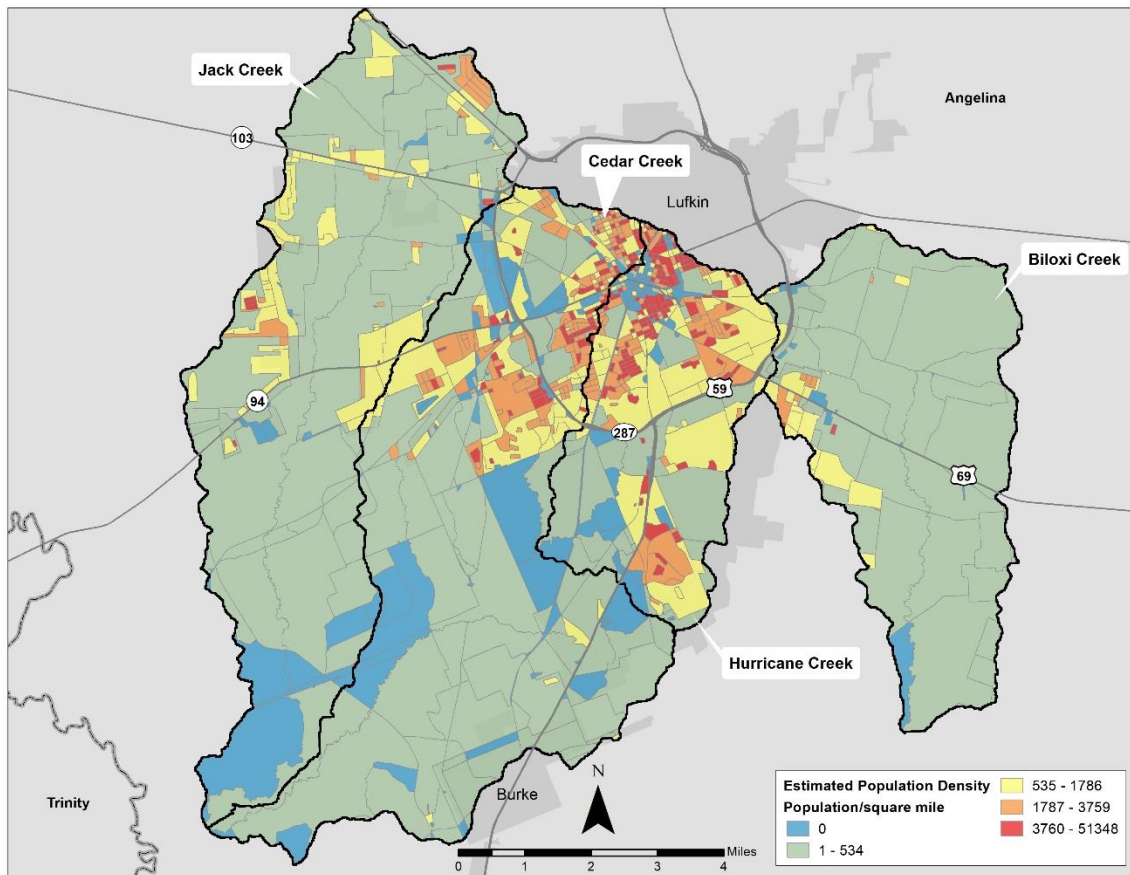 Jack Creek
Angelina
103
Cedar Creek
Lufkin
Biloxi Creek
59
94
287
69
Hurricane Creek
N
Burke
Trinity
Miles
0 1 2 3 4
Estimated Population Density
Population/square mile
0
1 - 534
535 - 1786
1787 - 3759
3760 - 51348